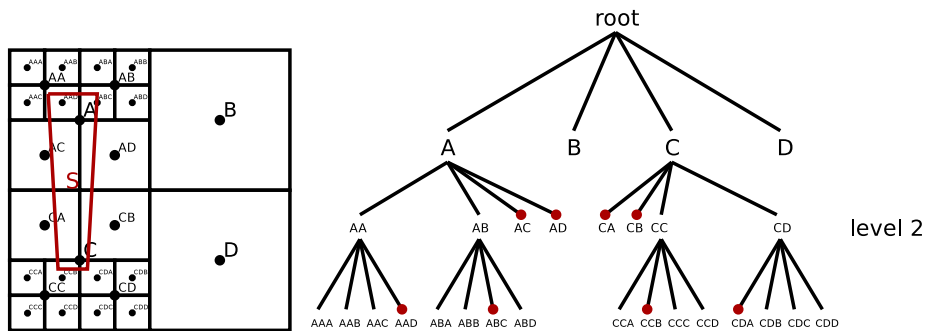 root
AAA AAB ABA ABB
AA AB
AAC AAD ABC ABD
A B
AC AD
S
CA CB
C D
CCA CCB CDA CDB
CC CD
CCC CCD CDC CDD
A B C D
AA AB AC AD CA CB CC CD level 2
AAA AAB AAC AAD ABA ABB ABC ABD CCA CCB CCC CCD CDA CDB CDC CDD